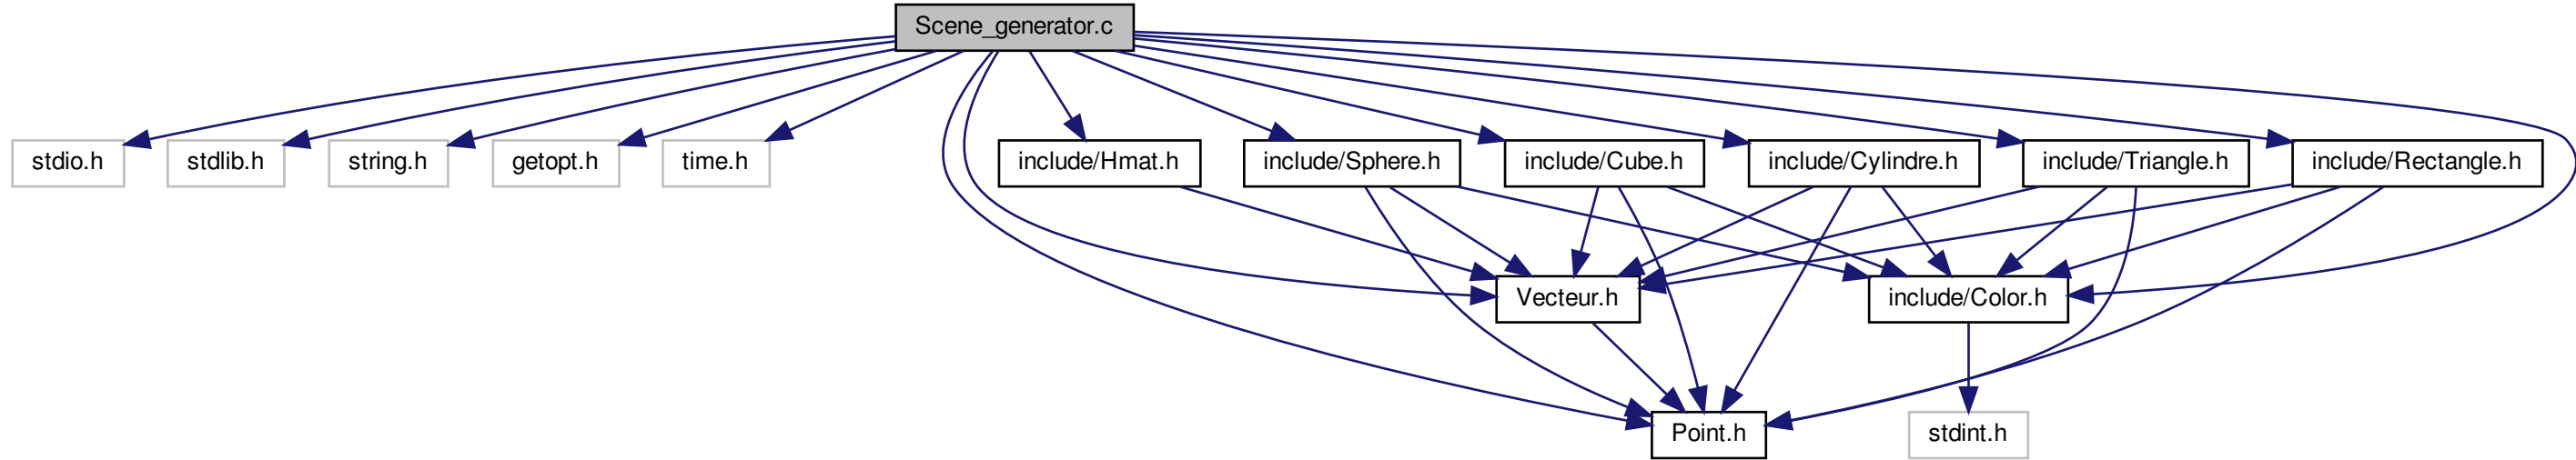 Scene_generator.c
stdio.h
stdlib.h
string.h
getopt.h
time.h
include/Hmat.h
include/Sphere.h
include/Cube.h
include/Cylindre.h
include/Triangle.h
include/Rectangle.h
Vecteur.h
include/Color.h
Point.h
stdint.h